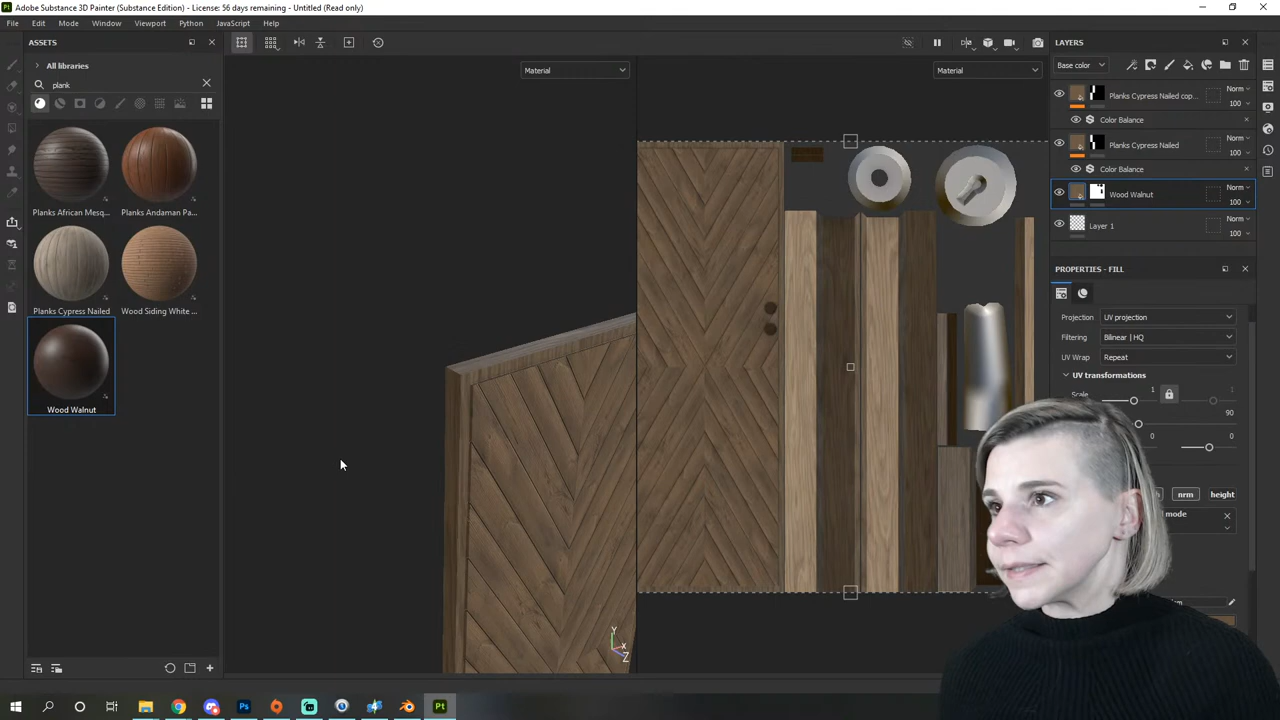 Adobe Substance 3D Painter (Substance Edition) - License: 56 days remaining - Untitled (Read only)
File Edit Mode Window Viewport Python JavaScript Help
ASSETS
All libraries
plank
Planks African Mesq...
Planks Andaman Pa...
Planks Cypress Nailed
Wood Siding White ...
Wood Walnut
Material
Material
Y
X
Z
LAYERS
Base color
Planks Cypress Nailed cop...
Norm
100
Color Balance
Planks Cypress Nailed
Norm
100
Color Balance
Wood Walnut
Norm
100
Layer 1
Norm
100
PROPERTIES - FILL
Projection UV projection
Filtering Bilinear | HQ
UV Wrap Repeat
UV transformations
Scale 1 1
90
0 0
nrm height
mode
Ps
Pt